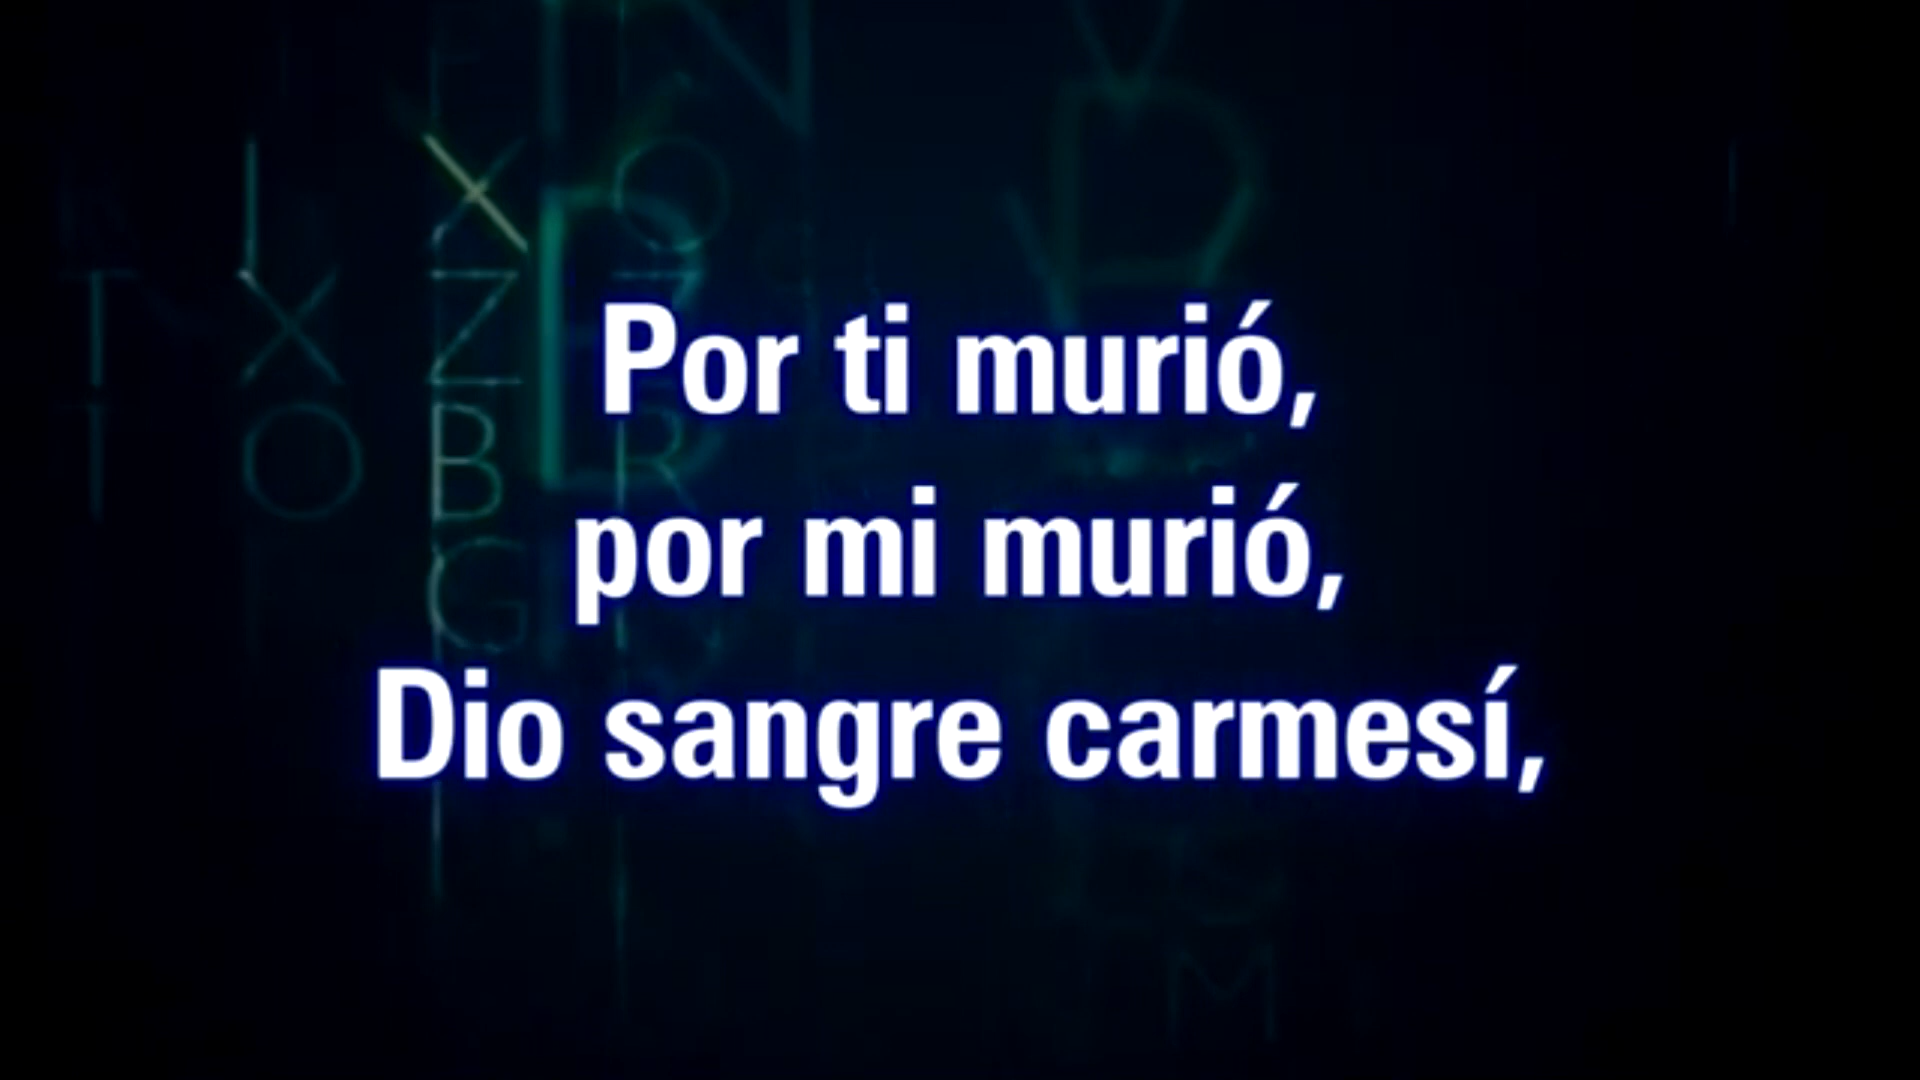 Por ti murió,
por mi murió,
Dio sangre carmesí,